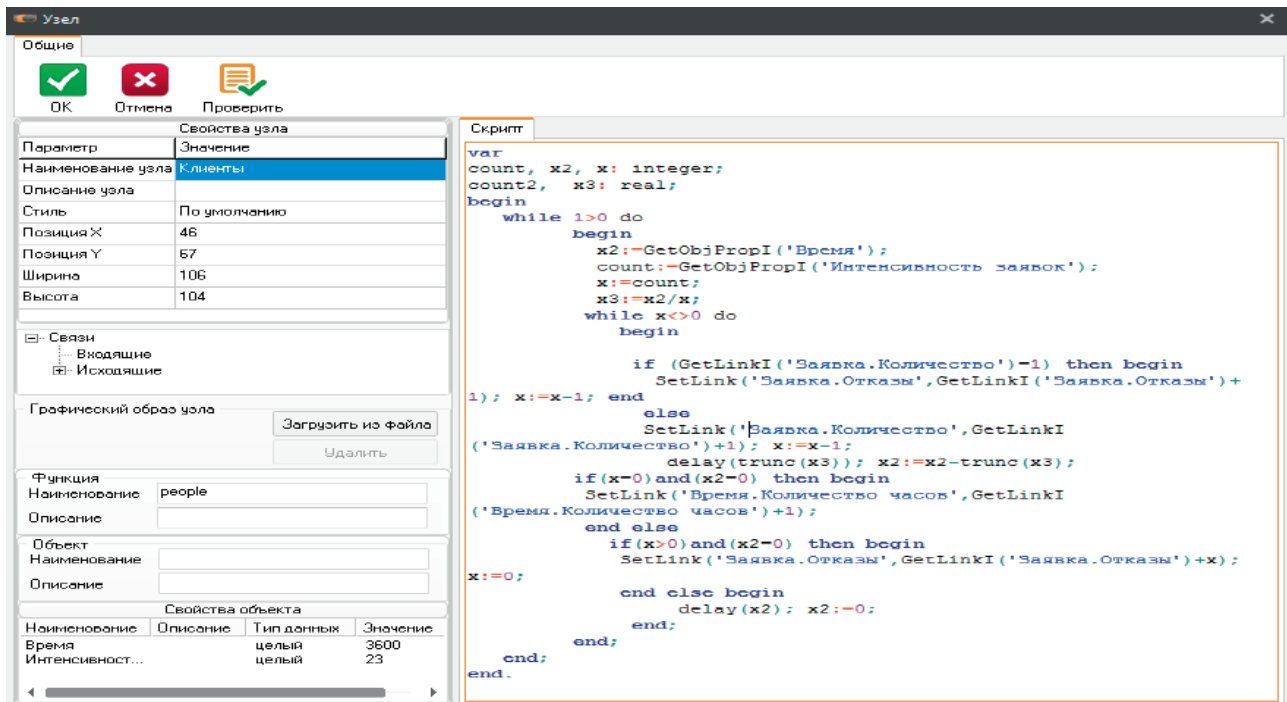 Узел
Общие
ОК Отмена Проверить
Свойства узла
Параметр Значение
Наименование узла Клиенты
Описание узла
Стиль По умолчанию
Позиция X 46
Позиция Y 67
Ширина 106
Высота 104
Связи
Входящие
Исходящие
Графический образ узла
Загрузить из файла
Удалить
Функция
Наименование people
Описание
Объект
Наименование
Описание
Свойства объекта
Наименование Описание Тип данных Значение
Время целый 3600
Интенсивност... целый 23
Скрипт
var
count, x2, x: integer;
count2, x3: real;
begin
while 1>0 do
begin
x2:=GetObjPropI('Время');
count:=GetObjPropI('Интенсивность заявок');
x:=count;
x3:=x2/x;
while x<>0 do
begin
if (GetLinkI('Заявка.Количество')=1) then begin
SetLink('Заявка.Отказы',GetLinkI('Заявка.Отказы')+
1); x:=x-1; end
else
SetLink('Заявка.Количество',GetLinkI
('Заявка.Количество')+1); x:=x-1;
delay(trunc(x3)); x2:=x2-trunc(x3);
if(x=0)and(x2=0) then begin
SetLink('Время.Количество часов',GetLinkI
('Время.Количество часов')+1);
end else
if(x>0)and(x2=0) then begin
SetLink('Заявка.Отказы',GetLinkI('Заявка.Отказы')+x);
x:=0;
end else begin
delay(x2); x2:=0;
end;
end;
end;
end.